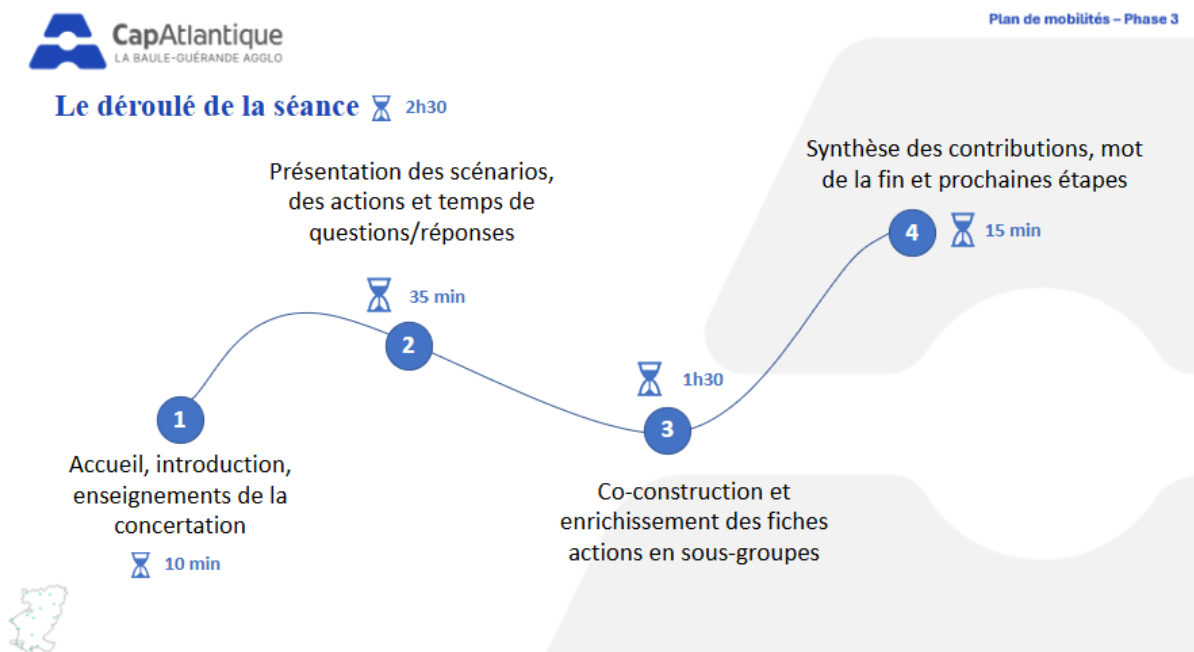 CapAtlantique
LA BAULE-GUÉRANDE AGGLO
Plan de mobilités – Phase 3
Le déroulé de la séance
2h30
Présentation des scénarios,
des actions et temps de
questions/réponses
35 min
2
1
Accueil, introduction,
enseignements de la
concertation
10 min
1h30
3
Co-construction et
enrichissement des fiches
actions en sous-groupes
Synthèse des contributions, mot
de la fin et prochaines étapes
4
15 min